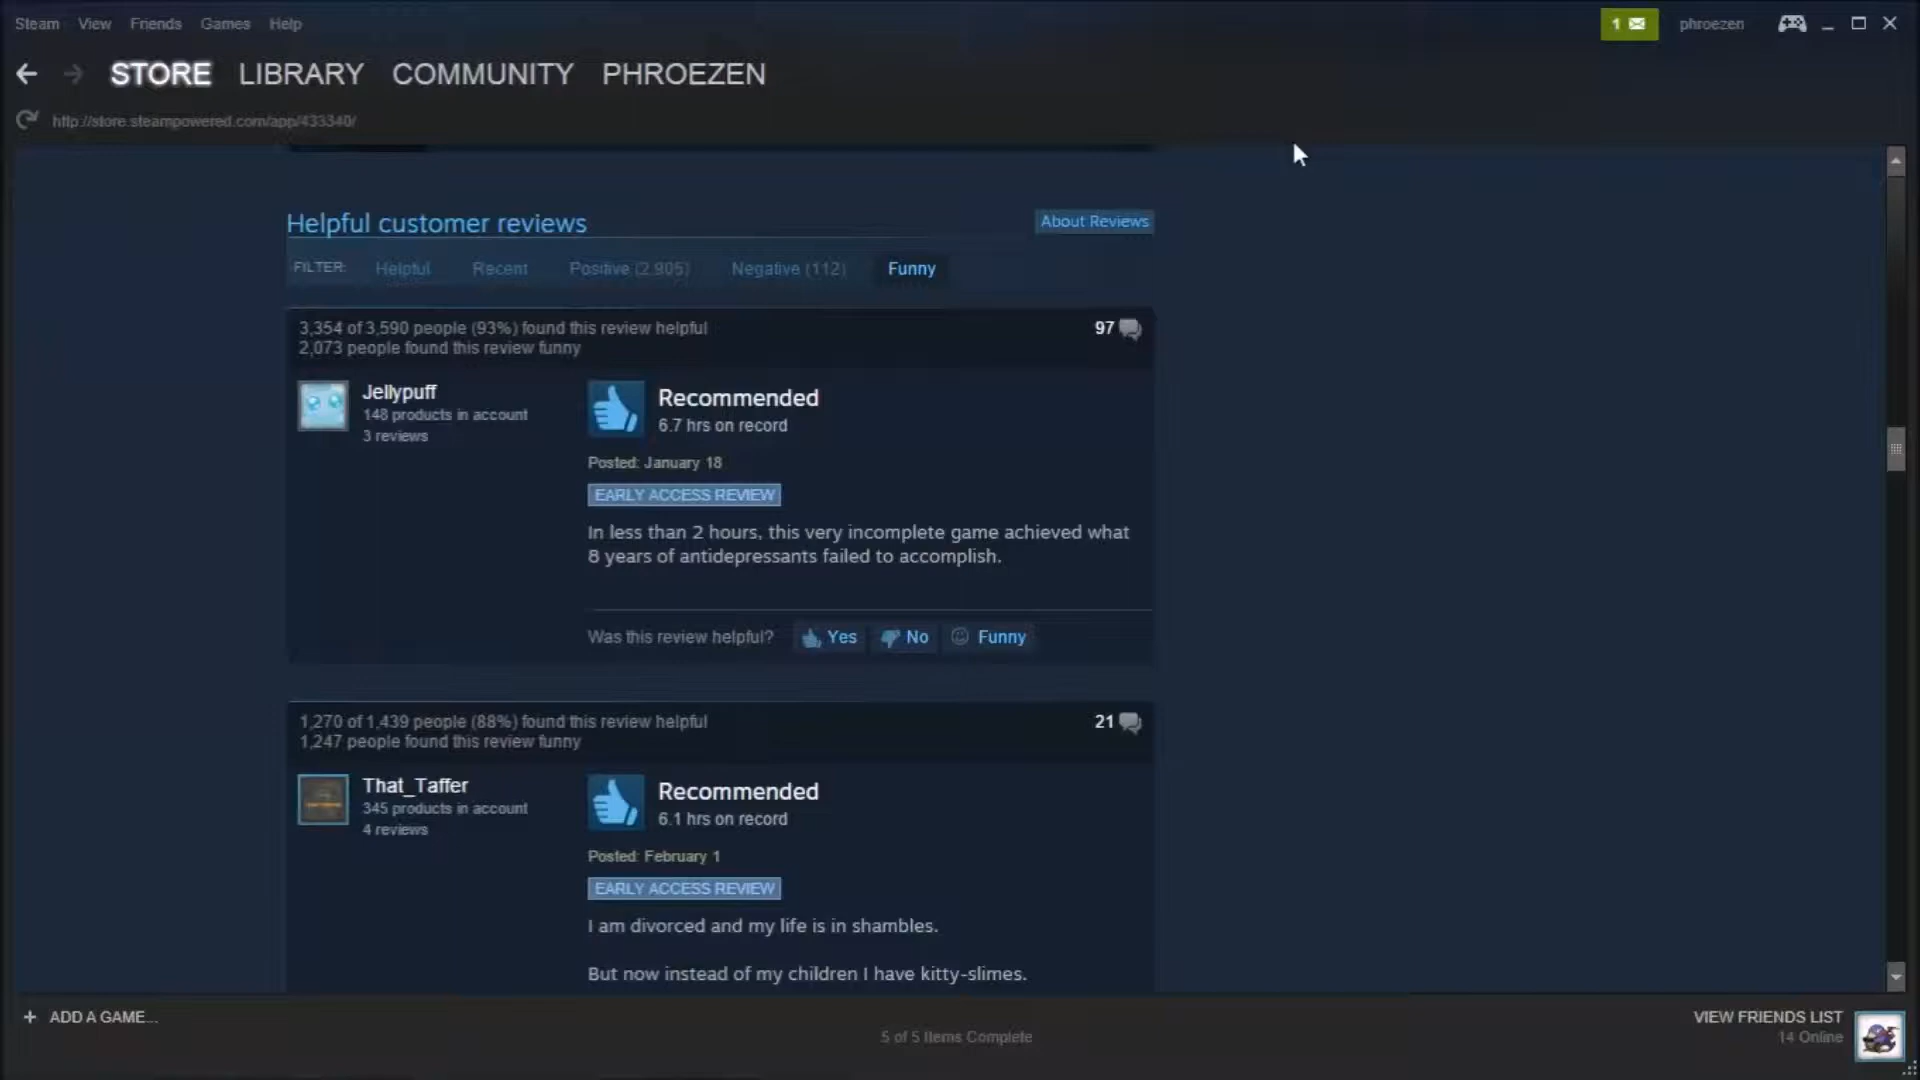 Steam View Friends Games Help
1 phroezen
STORE LIBRARY COMMUNITY PHROEZEN
http://store.steampowered.com/app/433340/
Helpful customer reviews
About Reviews
FILTER: Helpful Recent Positive (2,905) Negative (112) Funny
3,354 of 3,590 people (93%) found this review helpful
97
2,073 people found this review funny
Jellypuff
148 products in account
3 reviews
Recommended
6.7 hrs on record
Posted: January 18
EARLY ACCESS REVIEW
In less than 2 hours, this very incomplete game achieved what
8 years of antidepressants failed to accomplish.
Was this review helpful? Yes No Funny
1,270 of 1,439 people (88%) found this review helpful
21
1,247 people found this review funny
That_Taffer
345 products in account
4 reviews
Recommended
6.1 hrs on record
Posted: February 1
EARLY ACCESS REVIEW
I am divorced and my life is in shambles.
But now instead of my children I have kitty-slimes.
+ ADD A GAME...
5 of 5 Items Complete
VIEW FRIENDS LIST
14 Online